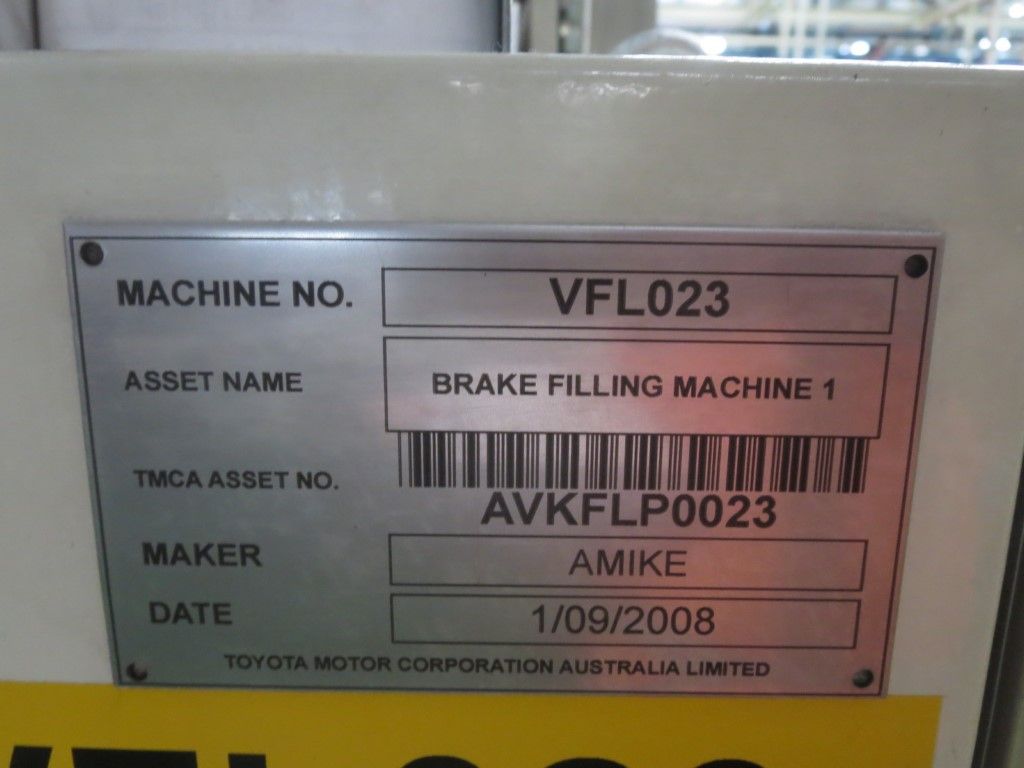 MACHINE NO. VFL023
ASSET NAME BRAKE FILLING MACHINE 1
TMCA ASSET NO. AVKFLP0023
MAKER AMIKE
DATE 1/09/2008
TOYOTA MOTOR CORPORATION AUSTRALIA LIMITED